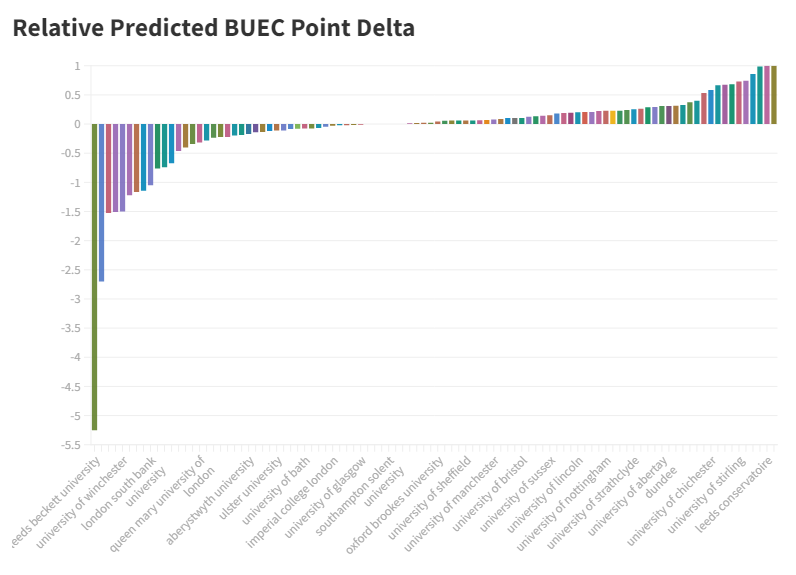 Relative Predicted BUEC Point Delta
1
0.5
0
-0.5
-1
-1.5
-2
-2.5
-3
-3.5
-4
-4.5
-5
-5.5
eeds beckett university
university of winchester
london south bank
university
queen mary university of
london
aberystwyth university
ulster university
university of bath
imperial college london
university of glasgow
southampton solent
university
oxford brookes university
university of sheffield
university of manchester
university of bristol
university of sussex
university of lincoln
university of nottingham
university of strathclyde
university of abertay
dundee
university of chichester
university of stirling
leeds conservatoire